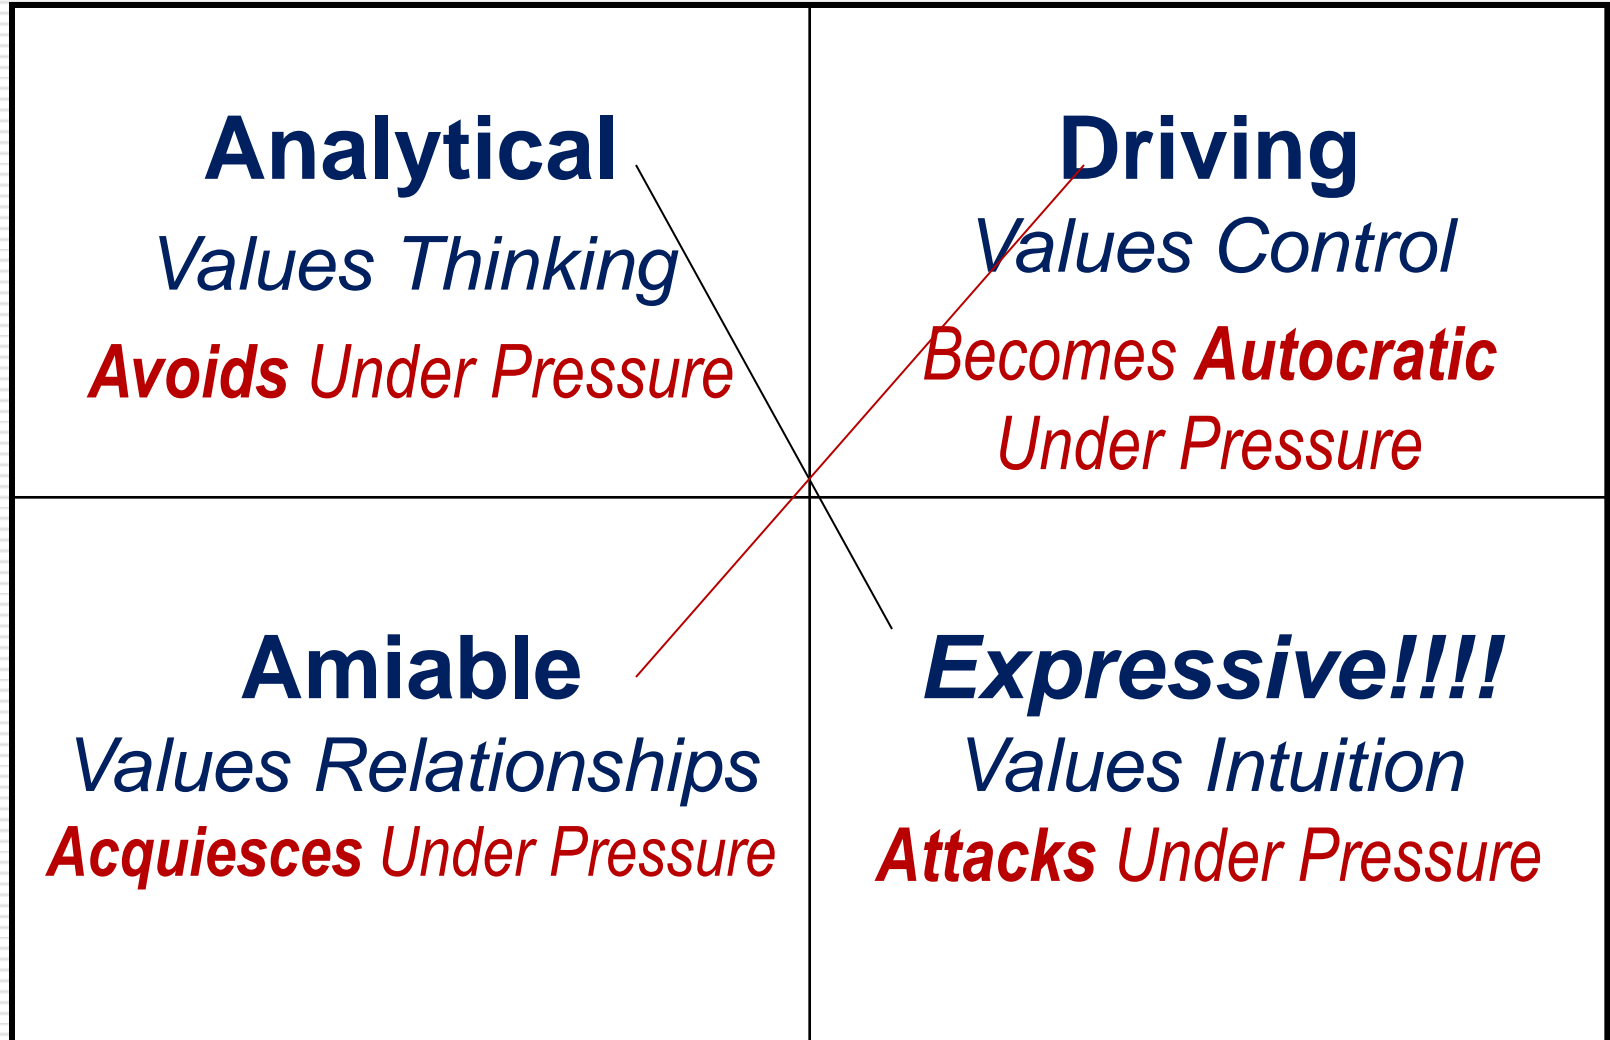 Analytical
Values Thinking
Avoids Under Pressure
Driving
Values Control
Becomes Autocratic
Under Pressure
Amiable
Values Relationships
Acquiesces Under Pressure
Expressive!!!!
Values Intuition
Attacks Under Pressure